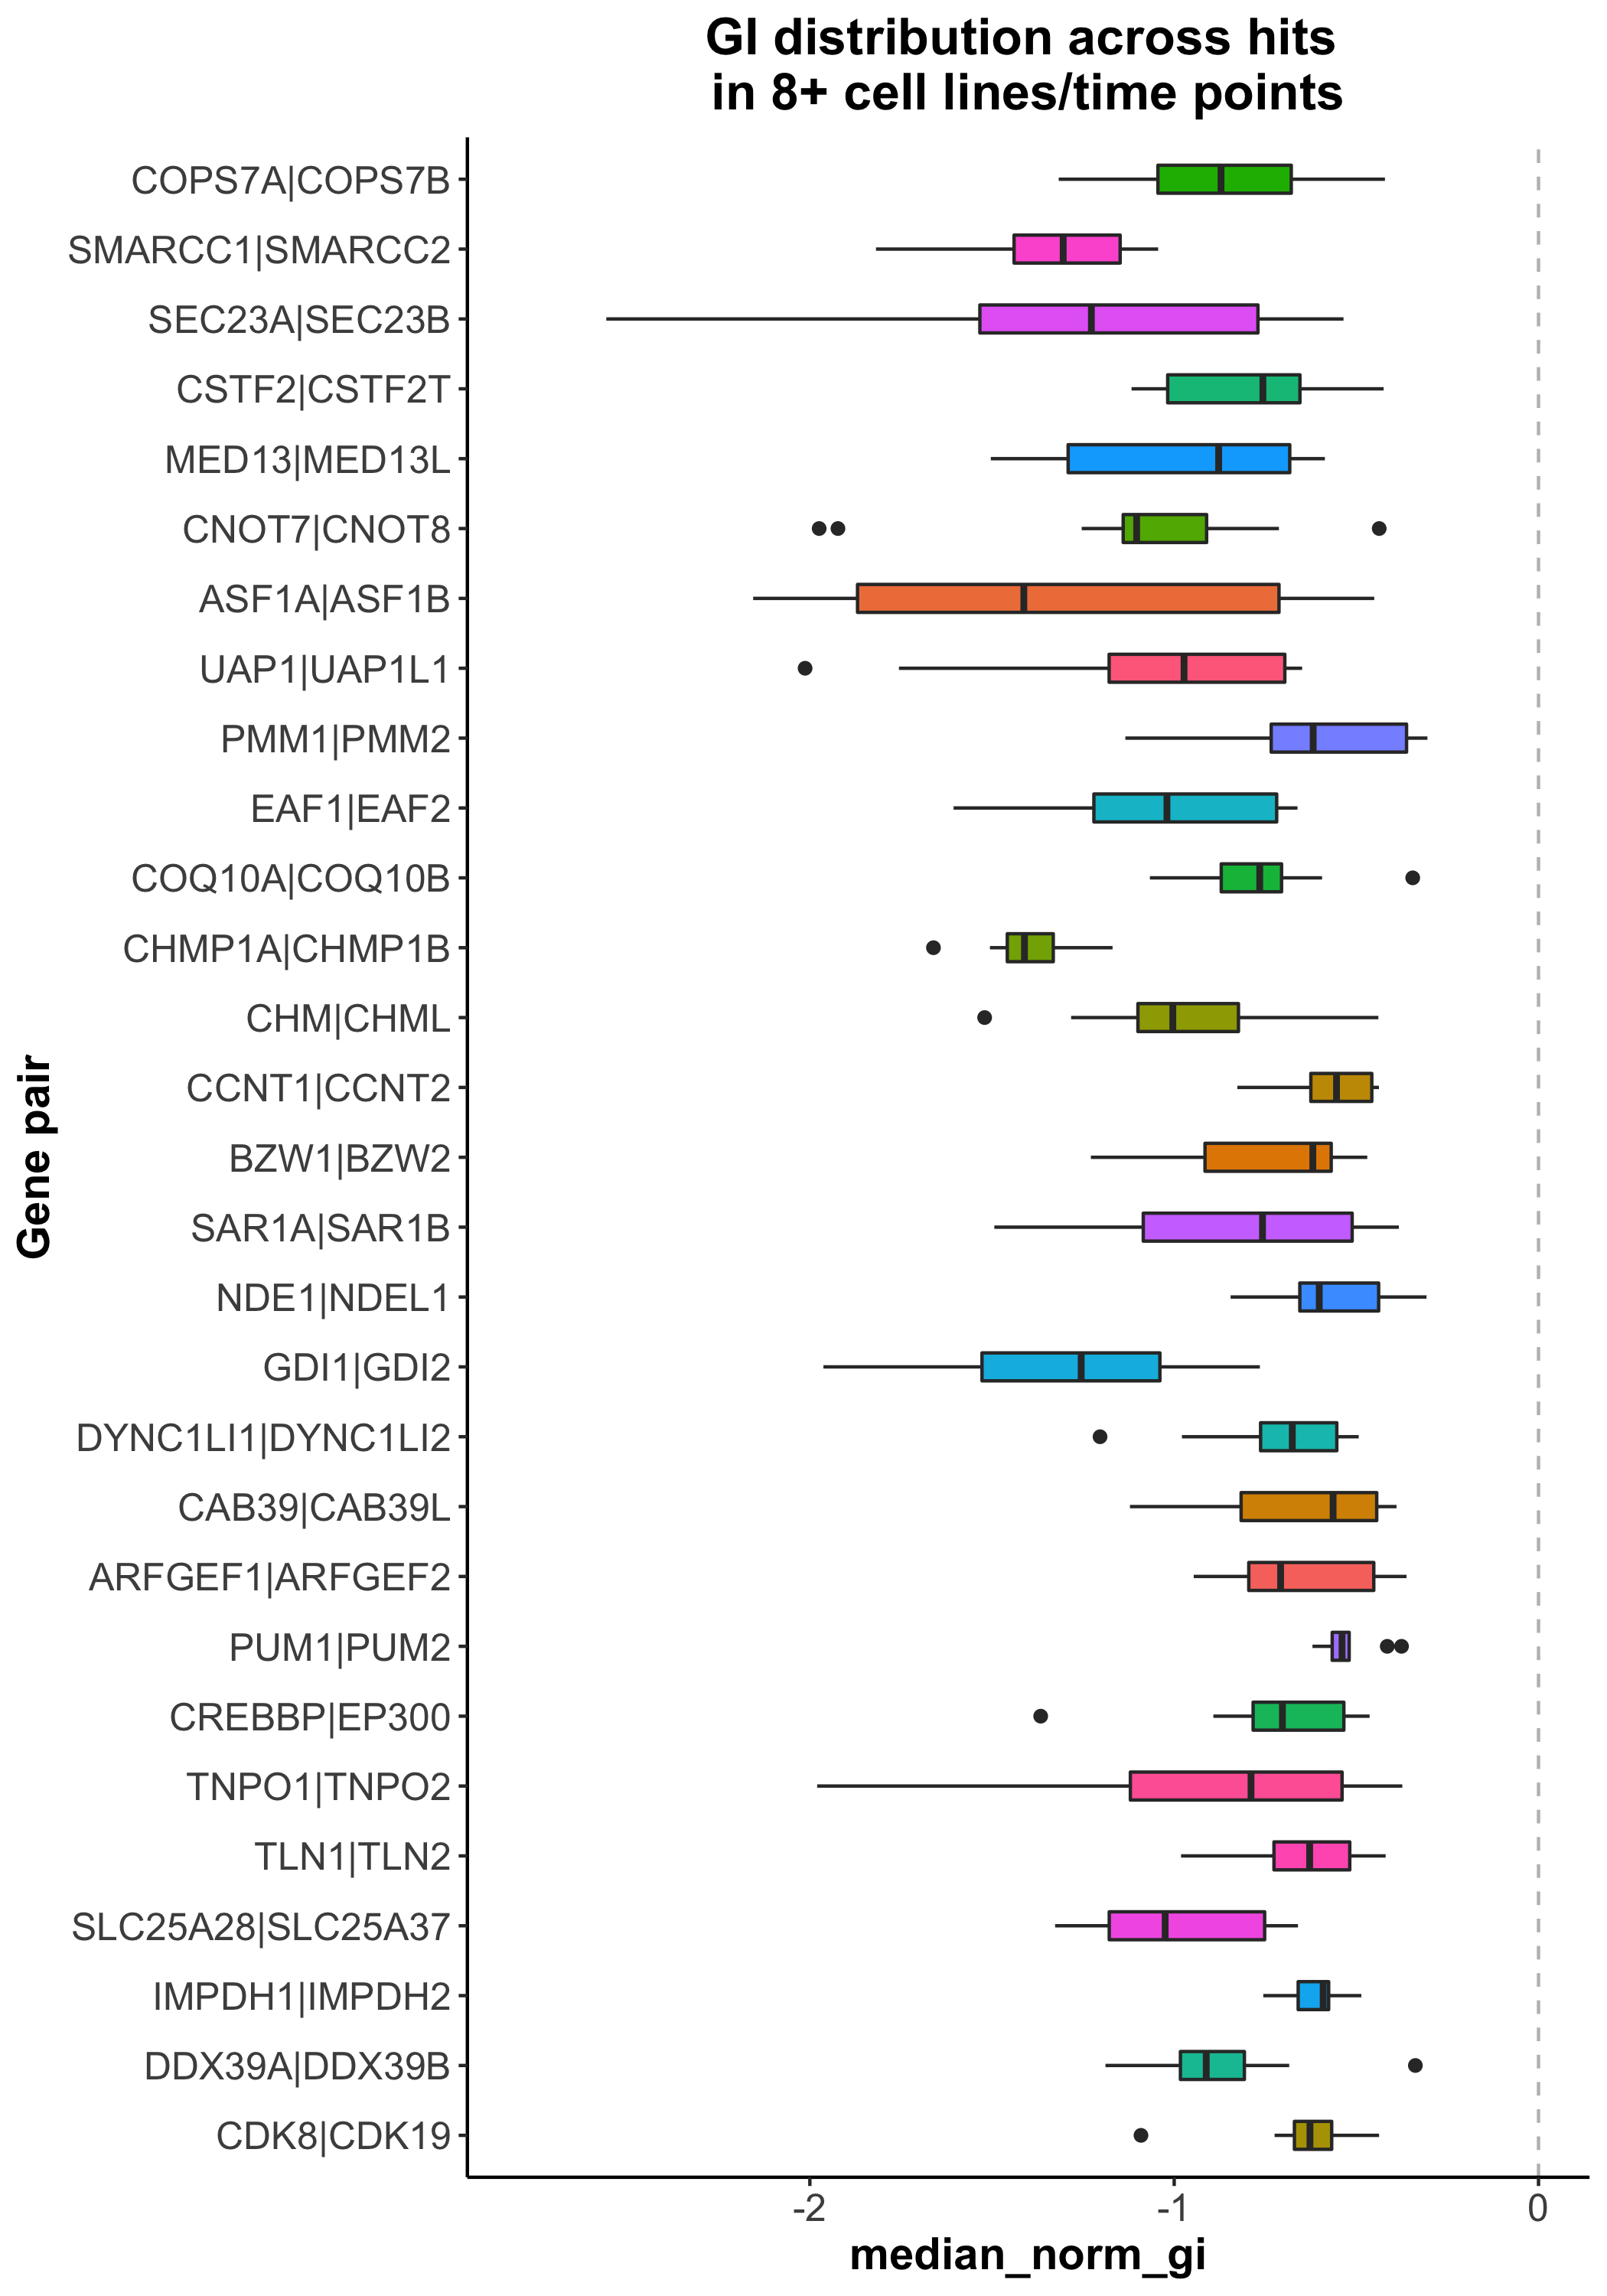 GI distribution across hits
in 8+ cell lines/time points
COPS7A|COPS7B
SMARCC1|SMARCC2
SEC23A|SEC23B
CSTF2|CSTF2T
MED13|MED13L
CNOT7|CNOT8
ASF1A|ASF1B
UAP1|UAP1L1
PMM1|PMM2
EAF1|EAF2
COQ10A|COQ10B
CHMP1A|CHMP1B
CHM|CHML
CCNT1|CCNT2
BZW1|BZW2
SAR1A|SAR1B
NDE1|NDEL1
GDI1|GDI2
DYNC1LI1|DYNC1LI2
CAB39|CAB39L
ARFGEF1|ARFGEF2
PUM1|PUM2
CREBBP|EP300
TNPO1|TNPO2
TLN1|TLN2
SLC25A28|SLC25A37
IMPDH1|IMPDH2
DDX39A|DDX39B
CDK8|CDK19
Gene pair
-2 -1 0
median_norm_gi